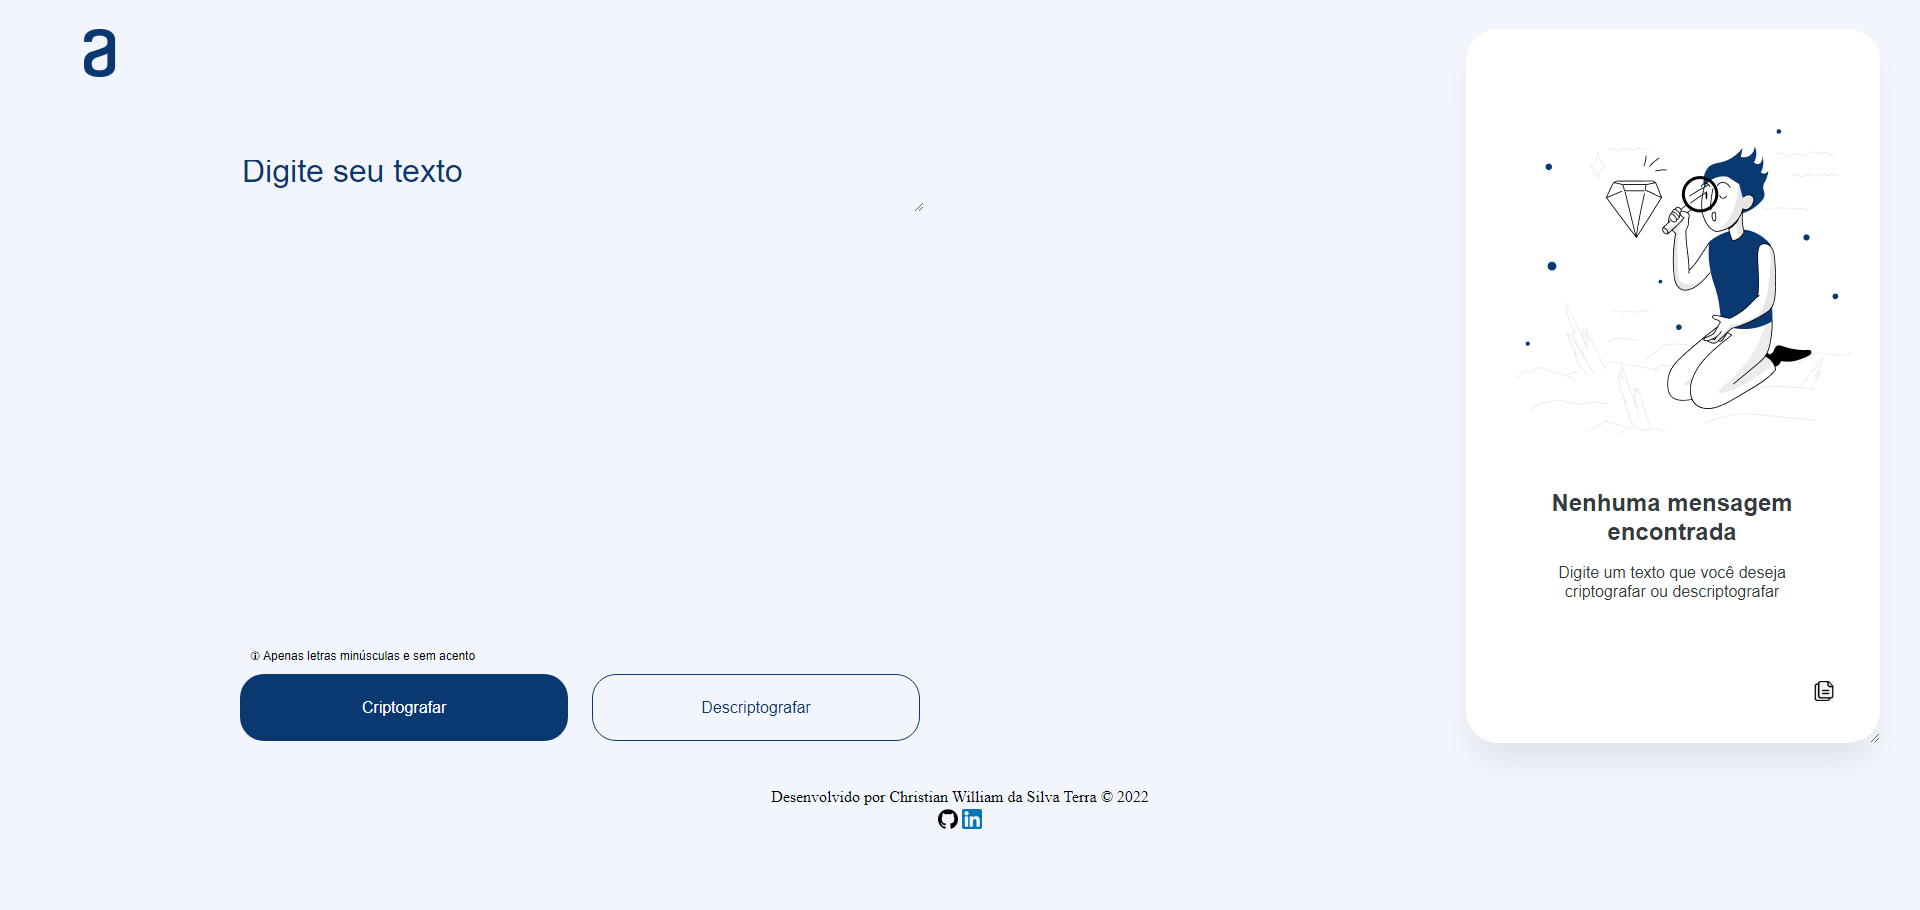 a
Digite seu texto
Nenhuma mensagem
encontrada
Digite um texto que você deseja
criptografar ou descriptografar
Apenas letras minúsculas e sem acento
Criptografar
Descriptografar
Desenvolvido por Christian William da Silva Terra © 2022
in